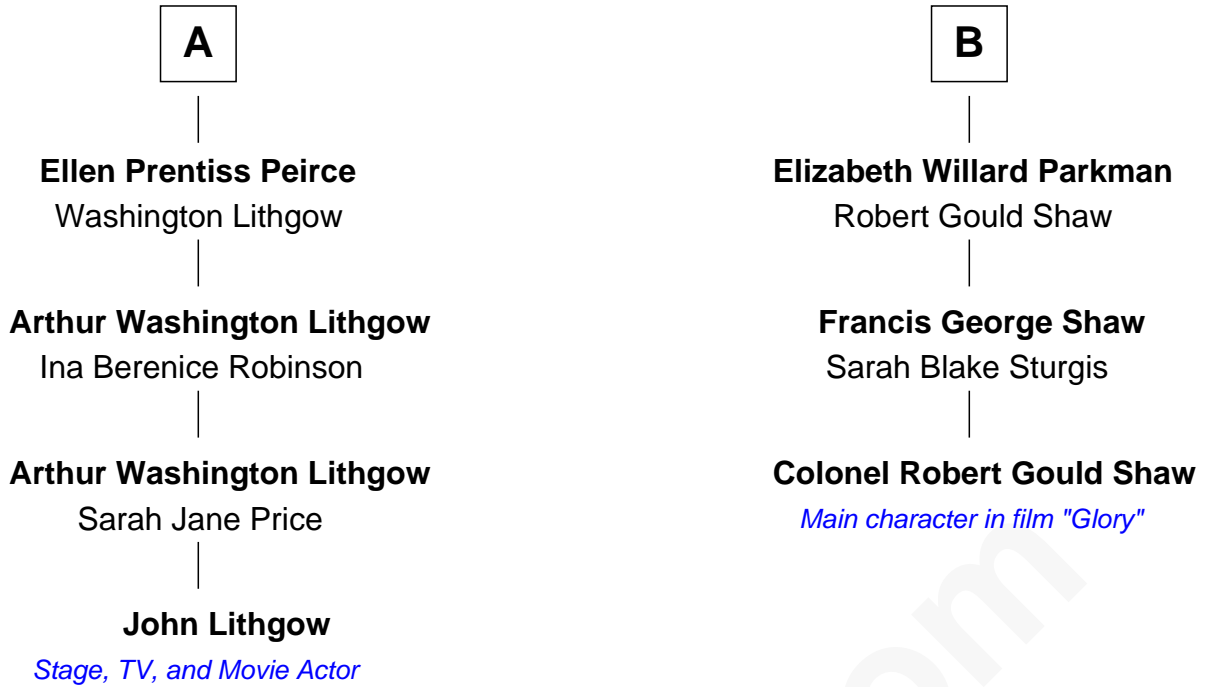 A
Ellen Prentiss Peirce
Washington Lithgow
Arthur Washington Lithgow
Ina Berenice Robinson
Arthur Washington Lithgow
Sarah Jane Price
John Lithgow
Stage, TV, and Movie Actor
B
Elizabeth Willard Parkman
Robert Gould Shaw
Francis George Shaw
Sarah Blake Sturgis
Colonel Robert Gould Shaw
Main character in film "Glory"
om